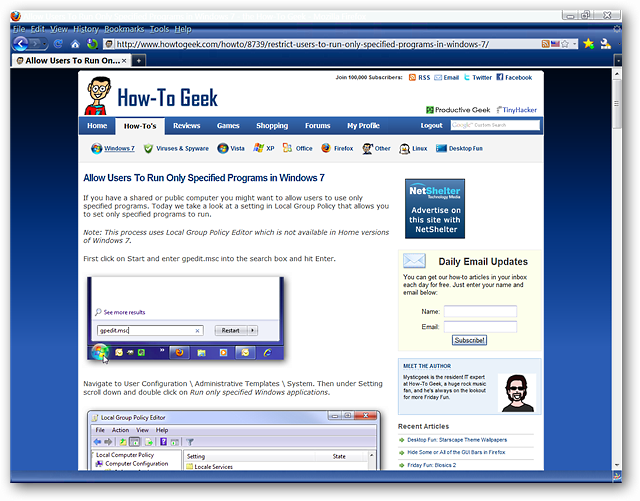 File Edit View History Bookmarks Tools Help
http://www.howtogeek.com/howto/8739/restrict-users-to-run-only-specified-programs-in-windows-7/
Allow Users To Run On...
Join 100,000 Subscribers: RSS Email Twitter Facebook
How-To Geek
Productive Geek TinyHacker
Home How-To's Reviews Games Shopping Forums My Profile Logout Google™ Custom Search
Windows 7 Viruses & Spyware Vista XP Office Firefox Other Linux Desktop Fun
Allow Users To Run Only Specified Programs in Windows 7
If you have a shared or public computer you might want to allow users to use only
specified programs. Today we take a look at a setting in Local Group Policy that allows you
to set only specified programs to run.
Note: This process uses Local Group Policy Editor which is not available in Home versions
of Windows 7.
First click on Start and enter gpedit.msc into the search box and hit Enter.
See more results
gpedit.msc
Restart
Navigate to User Configuration \ Administrative Templates \ System. Then under Setting
scroll down and double click on Run only specified Windows applications.
Local Group Policy Editor
File Action View Help
Local Computer Policy
Computer Configuration
Setting State
Locale Services
NetShelter
Technology Media
Advertise on
this site with
NetShelter
Daily Email Updates
You can get our how-to articles in your inbox
each day for free. Just enter your name and
email below:
Name:
Email:
Subscribe!
MEET THE AUTHOR
Mysticgeek is the resident IT expert
at How-To Geek, a huge rock music
fan, and he's always on the lookout
for more Friday Fun.
Recent Articles
Desktop Fun: Starscape Theme Wallpapers
Hide Some or All of the GUI Bars in Firefox
Friday Fun: Blosics 2